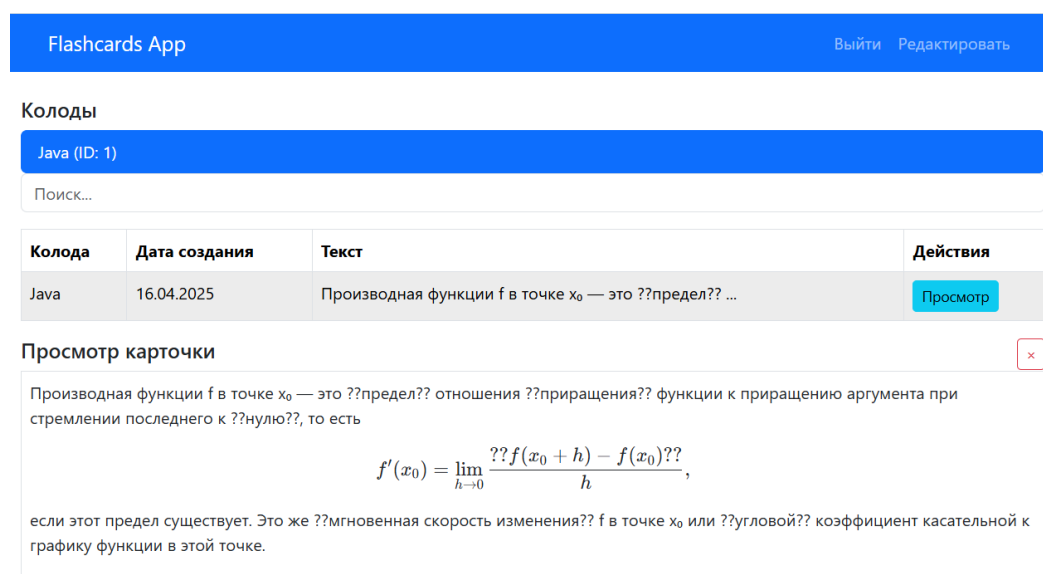 Flashcards App
Выйти Редактировать
Колоды
Java (ID: 1)
Поиск...
Колода Дата создания Текст Действия
Java 16.04.2025 Производная функции f в точке x₀ — это ??предел?? ... Просмотр
Просмотр карточки ×
Производная функции f в точке x₀ — это ??предел?? отношения ??приращения?? функции к приращению аргумента при
стремлении последнего к ??нулю??, то есть
f′(x₀) = lim_{h→0} \frac{??f(x₀ + h) − f(x₀)??}{h},
если этот предел существует. Это же ??мгновенная скорость изменения?? f в точке x₀ или ??угловой?? коэффициент касательной к
графику функции в этой точке.